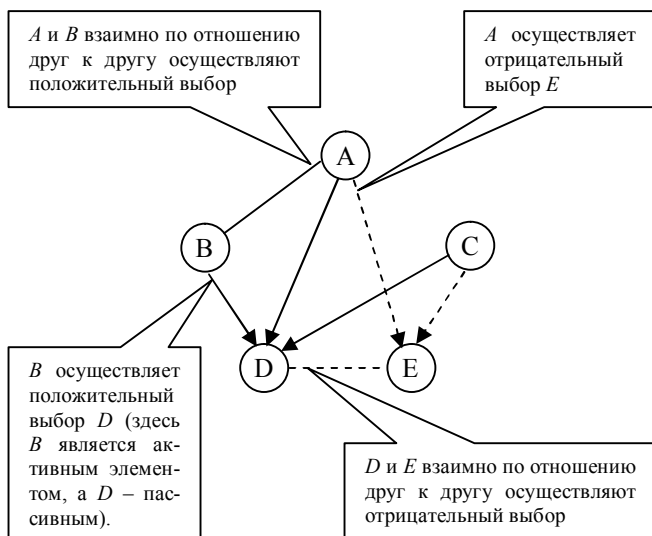 A и B взаимно по отношению
друг к другу осуществляют
положительный выбор
A осуществляет
отрицательный
выбор E
A
B
C
D
E
B осуществляет
положительный
выбор D (здесь
B является ак-
тивным элемен-
том, а D – пас-
сивным).
D и E взаимно по отношению
друг к другу осуществляют
отрицательный выбор